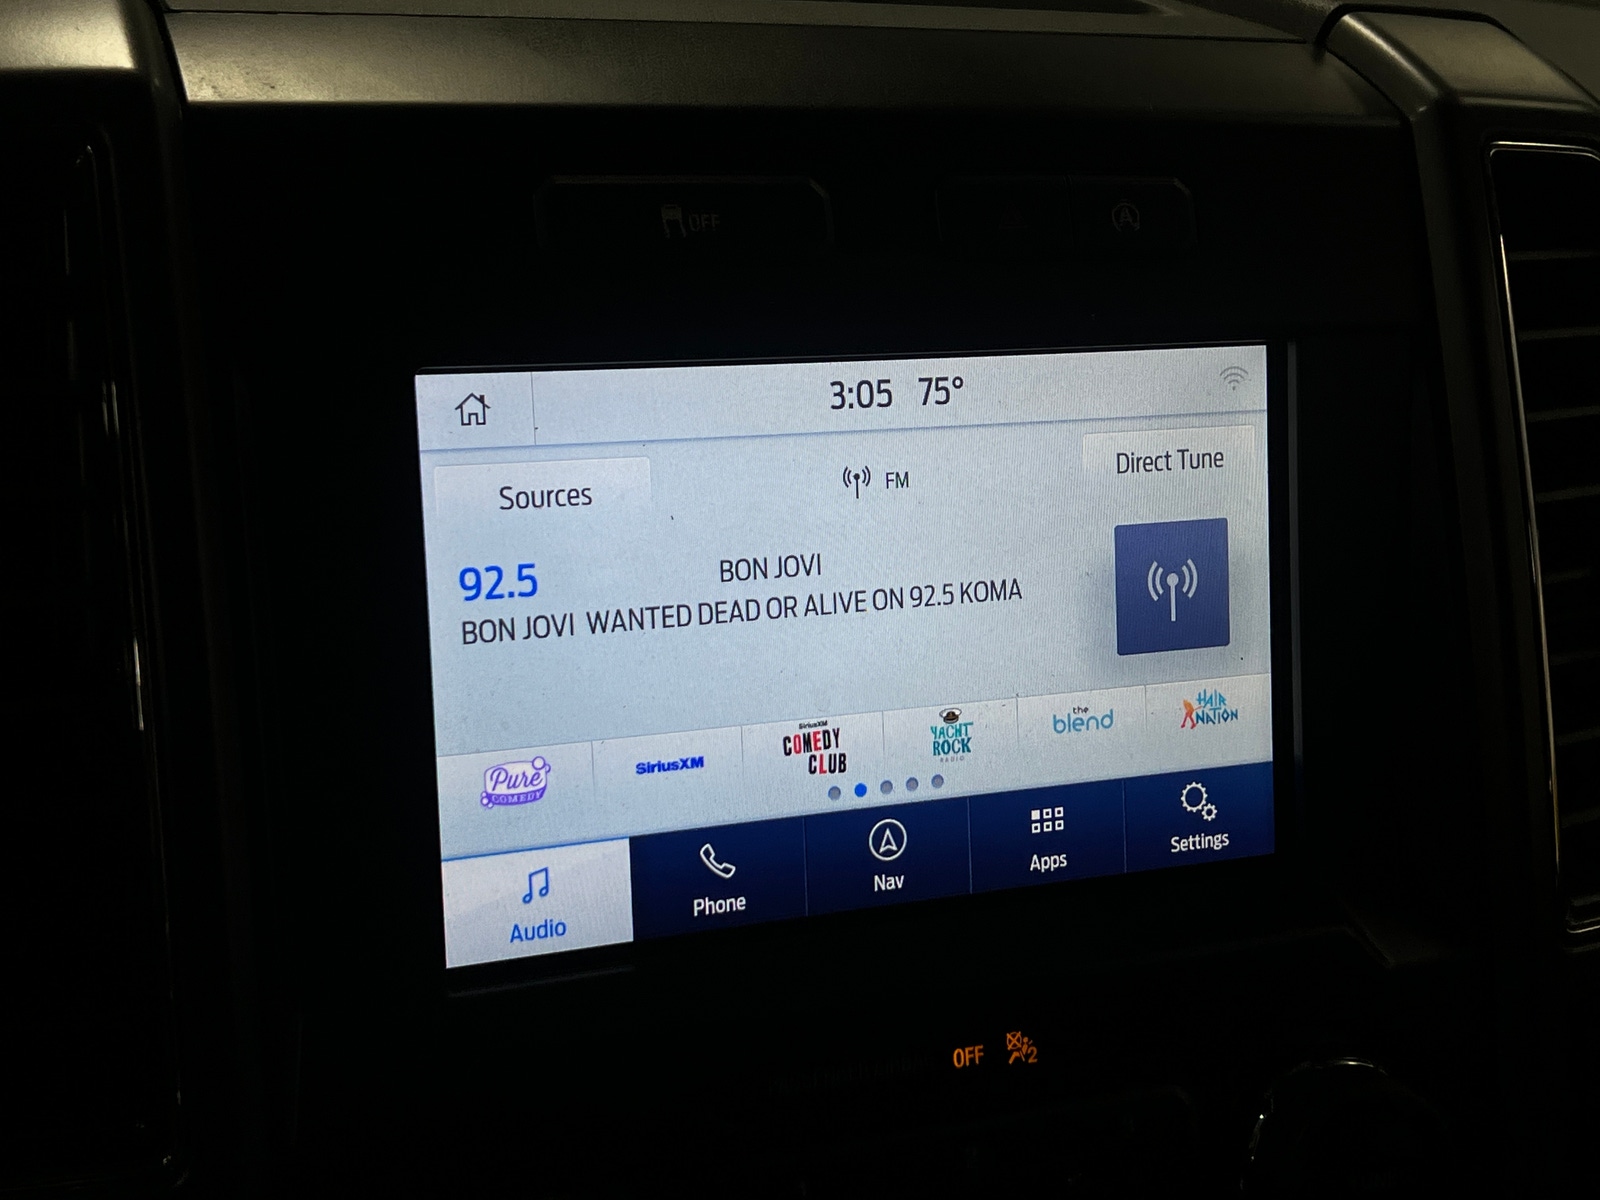 OFF
3:05 75°
Sources
FM
Direct Tune
92.5
BON JOVI
BON JOVI WANTED DEAD OR ALIVE ON 92.5 KOMA
Pure
COMEDY
SiriusXM
SiriusXM
COMEDY
CLUB
YACHT
ROCK
RADIO
the
blend
HAIR
NATION
Audio
Phone
Nav
Apps
Settings
OFF
2